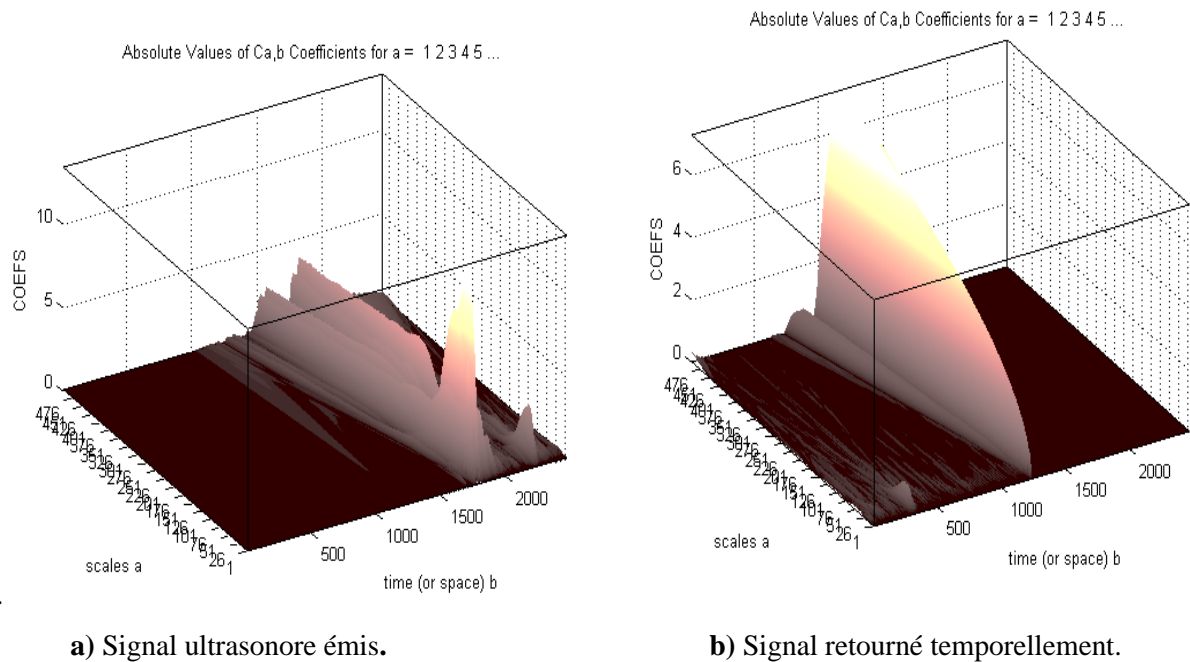 Absolute Values of Ca,b Coefficients for a = 1 2 3 4 5 ...
COEFS
10
5
0
scales a
1
500
1000
1500
2000
time (or space) b
Absolute Values of Ca,b Coefficients for a = 1 2 3 4 5 ...
COEFS
6
4
2
0
scales a
1
500
1000
1500
2000
time (or space) b
a) Signal ultrasonore émis.
b) Signal retourné temporellement.